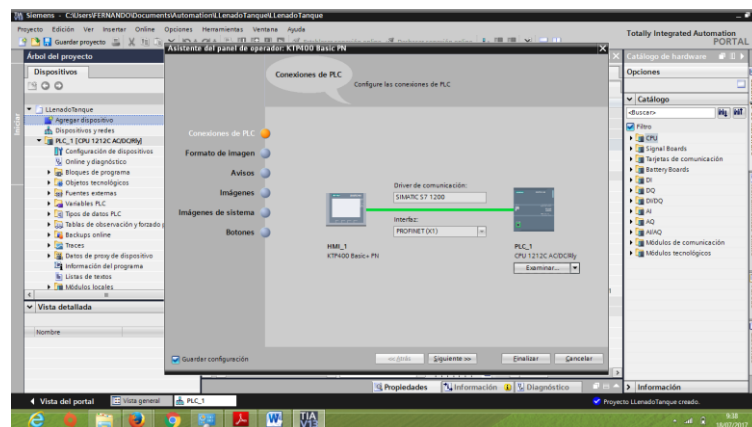 Siemens - C:\Users\FERNANDO\Documents\Automation\LLenadoTanque\LLenadoTanque
Proyecto Edición Ver Insertar Online Opciones Herramientas Ventana Ayuda
Guardar proyecto
Totally Integrated Automation
PORTAL
Asistente del panel de operador: KTP400 Basic PN
Árbol del proyecto
Dispositivos
Iniciar
LLenadoTanque
Agregar dispositivo
Dispositivos y redes
PLC_1 [CPU 1212C AC/DC/Rly]
Configuración de dispositivos
Online y diagnóstico
Bloques de programa
Objetos tecnológicos
Fuentes externas
Variables PLC
Tipos de datos PLC
Tablas de observación y forzado p
Backups online
Traces
Datos de proxy de dispositivo
Información del programa
Listas de textos
Módulos locales
Vista detallada
Nombre
Conexiones de PLC
Configure las conexiones de PLC
Conexiones de PLC
Formato de imagen
Avisos
Imágenes
Imágenes de sistema
Botones
Driver de comunicación:
SIMATIC S7 1200
Interfaz:
PROFINET (X1)
HMI_1
KTP400 Basic PN
PLC_1
CPU 1212C AC/DC/Rly
Examinar...
Guardar configuración
<< Atrás
Siguiente >>
Finalizar
Cancelar
Catálogo de hardware
Opciones
Catálogo
<Buscar>
Filtro
CPU
Signal Boards
Tarjetas de comunicación
Battery Boards
DI
DQ
DI/DQ
AI
AQ
AI/AQ
Módulos de comunicación
Módulos tecnológicos
Información
Propiedades
Información
Diagnóstico
Vista del portal
Vista general
PLC_1
Proyecto LLenadoTanque creado.
TIA
V13
9:38
18/07/2017